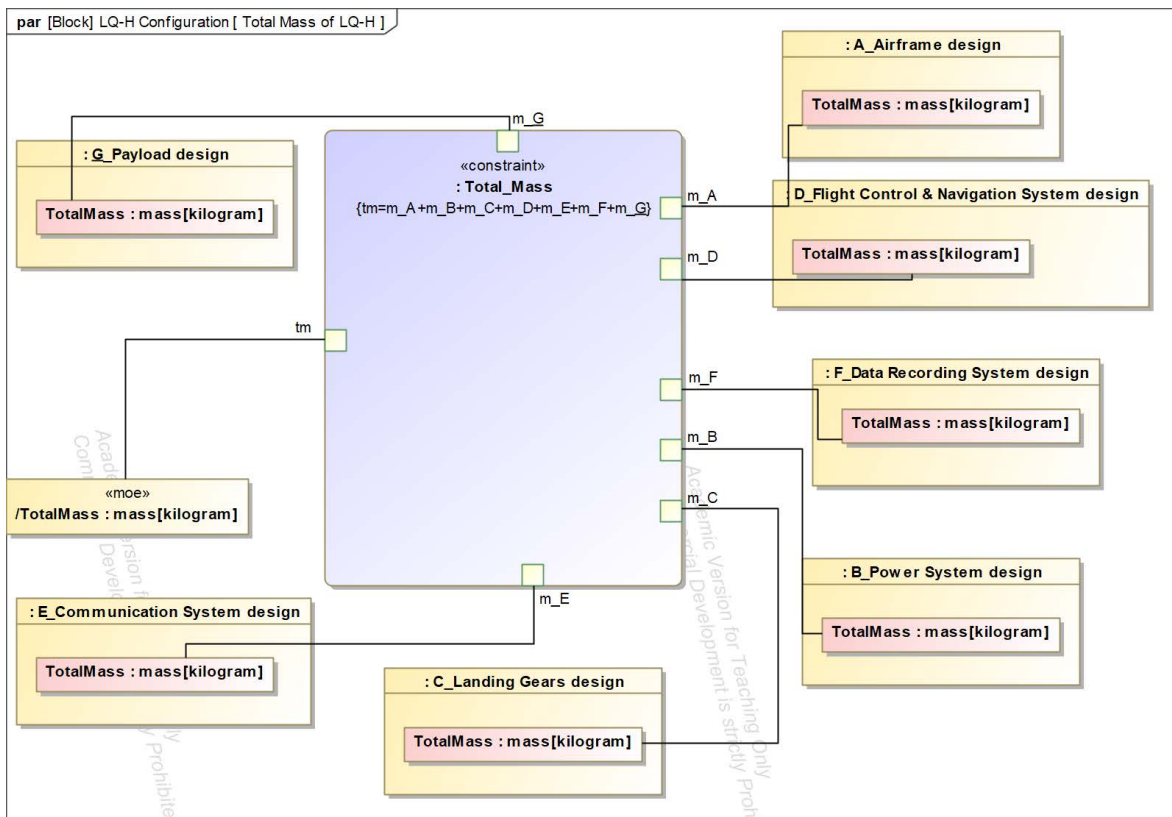 par [Block] LQ-H Configuration [ Total Mass of LQ-H ]
: A_Airframe design
TotalMass : mass[kilogram]
m_G
: G_Payload design
TotalMass : mass[kilogram]
«constraint»
: Total_Mass
{tm=m_A+m_B+m_C+m_D+m_E+m_F+m_G}
m_A
: D_Flight Control & Navigation System design
TotalMass : mass[kilogram]
m_D
tm
m_F
: F_Data Recording System design
TotalMass : mass[kilogram]
m_B
m_C
«moe»
/TotalMass : mass[kilogram]
m_E
: B_Power System design
TotalMass : mass[kilogram]
: E_Communication System design
TotalMass : mass[kilogram]
: C_Landing Gears design
TotalMass : mass[kilogram]
Academic Version for Teaching Only
Development is strictly Proh